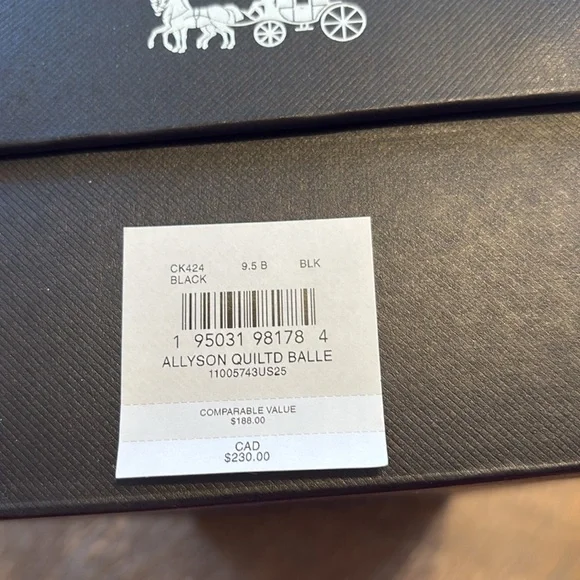 CK424 9.5 B BLK
BLACK
1 95031 98178 4
ALLYSON QUILTD BALLE
11005743US25
COMPARABLE VALUE
$188.00
CAD
$230.00